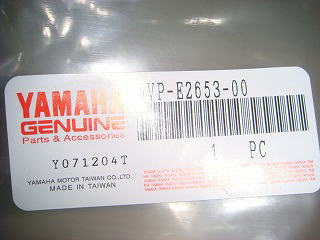 VP-E2653-00
YAMAHA
GENUINE
Parts & Accessories
1 PC
Y071204T
YAMAHA MOTOR TAIWAN CO.,LTD.
MADE IN TAIWAN